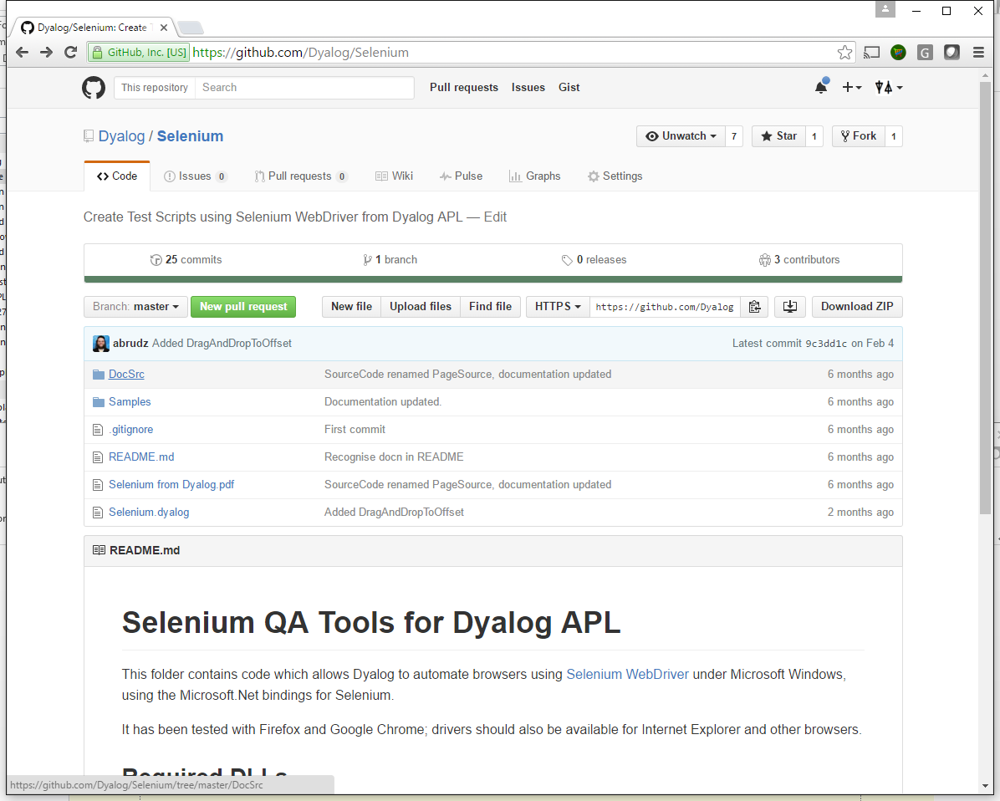 Dyalog/Selenium: Create T
GitHub, Inc. [US] https://github.com/Dyalog/Selenium
G
This repository Search Pull requests Issues Gist
Dyalog / Selenium Unwatch 7 Star 1 Fork 1
Code Issues 0 Pull requests 0 Wiki Pulse Graphs Settings
Create Test Scripts using Selenium WebDriver from Dyalog APL — Edit
25 commits 1 branch 0 releases 3 contributors
Branch: master New pull request New file Upload files Find file HTTPS https://github.com/Dyalog Download ZIP
abrudz Added DragAndDropToOffset Latest commit 9c3dd1c on Feb 4
DocSrc SourceCode renamed PageSource, documentation updated 6 months ago
Samples Documentation updated. 6 months ago
.gitignore First commit 6 months ago
README.md Recognise docn in README 6 months ago
Selenium from Dyalog.pdf SourceCode renamed PageSource, documentation updated 6 months ago
Selenium.dyalog Added DragAndDropToOffset 2 months ago
README.md
Selenium QA Tools for Dyalog APL
This folder contains code which allows Dyalog to automate browsers using Selenium WebDriver under Microsoft Windows,
using the Microsoft.Net bindings for Selenium.
It has been tested with Firefox and Google Chrome; drivers should also be available for Internet Explorer and other browsers.
Required DLLs
https://github.com/Dyalog/Selenium/tree/master/DocSrc